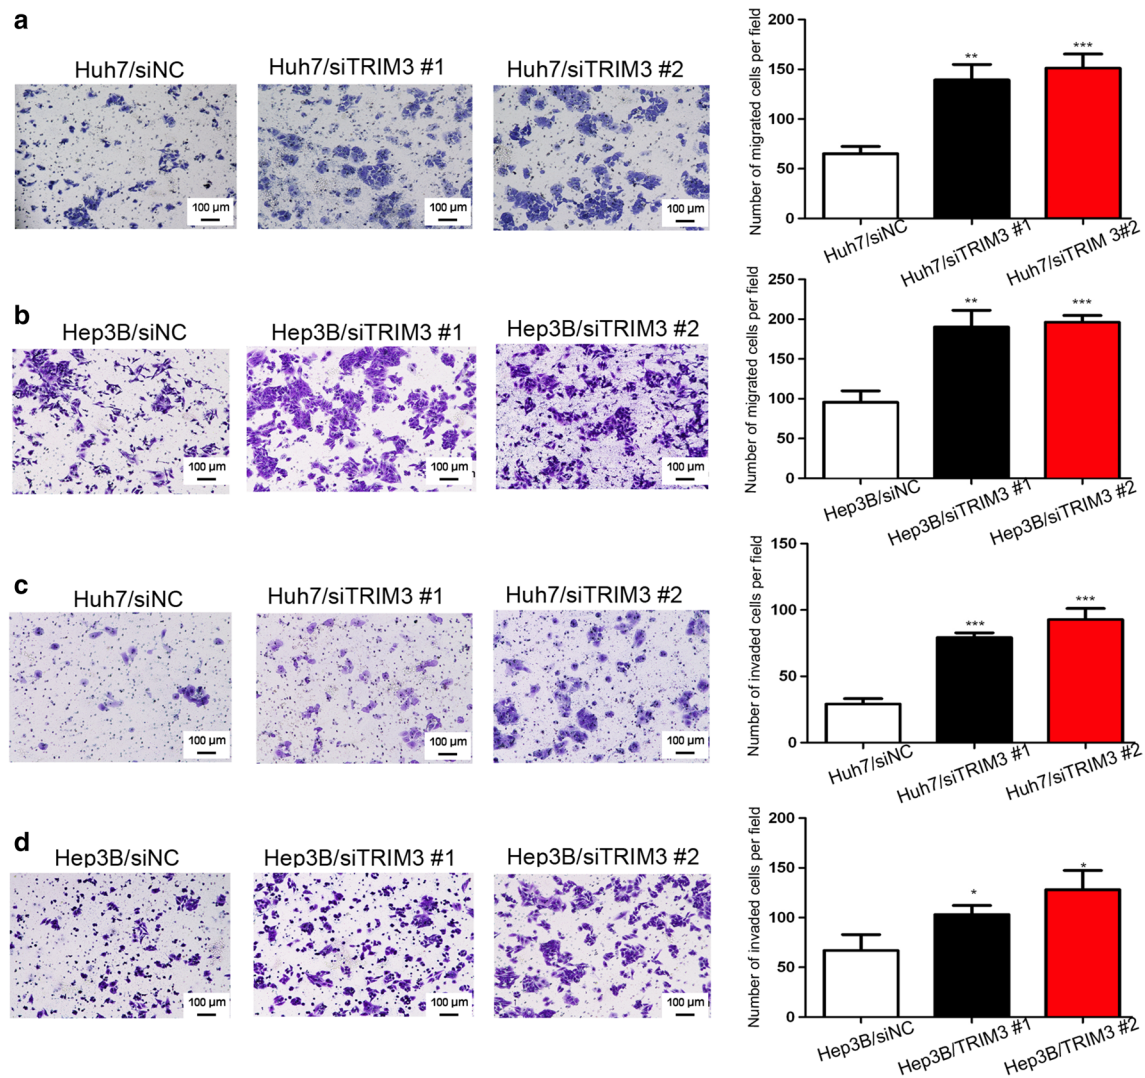 a
Huh7/siNC
Huh7/siTRIM3 #1
Huh7/siTRIM3 #2
100 µm
100 µm
100 µm
Number of migrated cells per field
200
150
100
50
0
**
***
Huh7/siNC
Huh7/siTRIM3 #1
Huh7/siTRIM 3#2
b
Hep3B/siNC
Hep3B/siTRIM3 #1
Hep3B/siTRIM3 #2
100 µm
100 µm
100 µm
Number of migrated cells per field
250
200
150
100
50
0
**
***
Hep3B/siNC
Hep3B/siTRIM3 #1
Hep3B/siTRIM3 #2
c
Huh7/siNC
Huh7/siTRIM3 #1
Huh7/siTRIM3 #2
100 µm
100 µm
100 µm
Number of invaded cells per field
150
100
50
0
***
***
Huh7/siNC
Huh7/siTRIM3 #1
Huh7/siTRIM3 #2
d
Hep3B/siNC
Hep3B/siTRIM3 #1
Hep3B/siTRIM3 #2
100 µm
100 µm
100 µm
Number of invaded cells per field
200
150
100
50
0
*
*
Hep3B/siNC
Hep3B/TRIM3 #1
Hep3B/TRIM3 #2